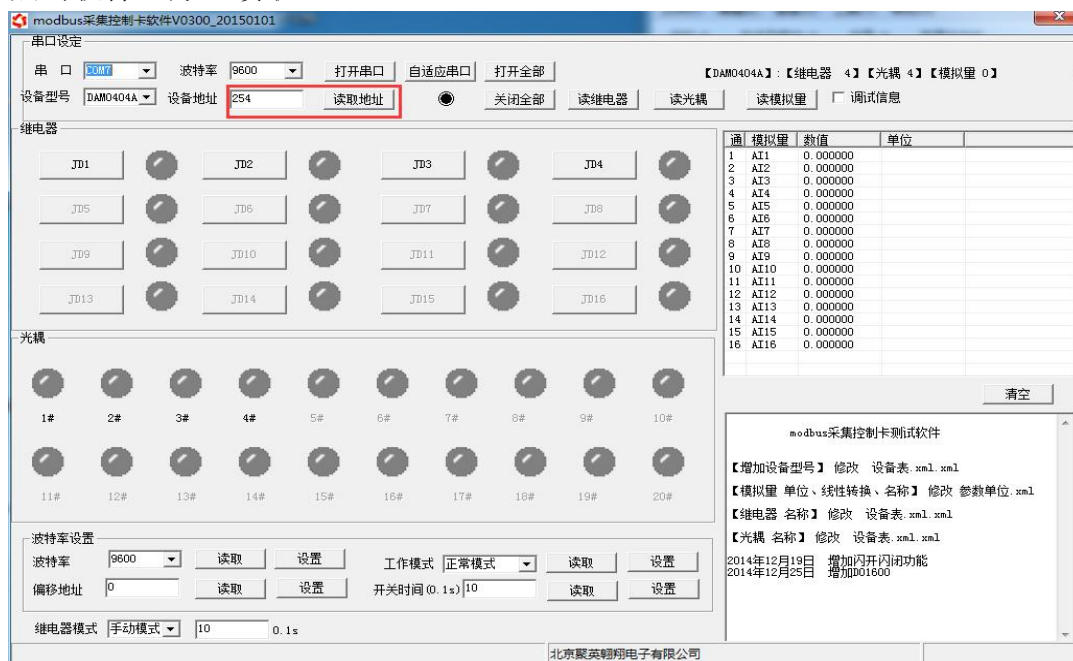 modbus采集控制卡软件V0300_20150101
串口设定
串 口 COM7 波特率 9600 打开串口 自适应串口 打开全部 【DAM0404A】:【继电器 4】【光耦 4】【模拟量 0】
设备型号 DAM0404A 设备地址 254 读取地址 关闭全部 读继电器 读光耦 读模拟量 调试信息
继电器
JD1 JD2 JD3 JD4
JD5 JD6 JD7 JD8
JD9 JD10 JD11 JD12
JD13 JD14 JD15 JD16
通 模拟量 数值 单位
1 AI1 0.000000
2 AI2 0.000000
3 AI3 0.000000
4 AI4 0.000000
5 AI5 0.000000
6 AI6 0.000000
7 AI7 0.000000
8 AI8 0.000000
9 AI9 0.000000
10 AI10 0.000000
11 AI11 0.000000
12 AI12 0.000000
13 AI13 0.000000
14 AI14 0.000000
15 AI15 0.000000
16 AI16 0.000000
光耦
1# 2# 3# 4# 5# 6# 7# 8# 9# 10#
11# 12# 13# 14# 15# 16# 17# 18# 19# 20#
清空
modbus采集控制卡测试软件
【增加设备型号】 修改 设备表.xml.xml
【模拟量 单位、线性转换、名称】 修改 参数单位.xml
【继电器 名称】 修改 设备表.xml.xml
【光耦 名称】 修改 设备表.xml.xml
2014年12月19日 增加闪开闪闭功能
2014年12月25日 增加DO1600
波特率设置
波特率 9600 读取 设置 工作模式 正常模式 读取 设置
偏移地址 0 读取 设置 开关时间(0.1s) 10 读取 设置
继电器模式 手动模式 10 0.1s
北京聚英翱翔电子有限公司